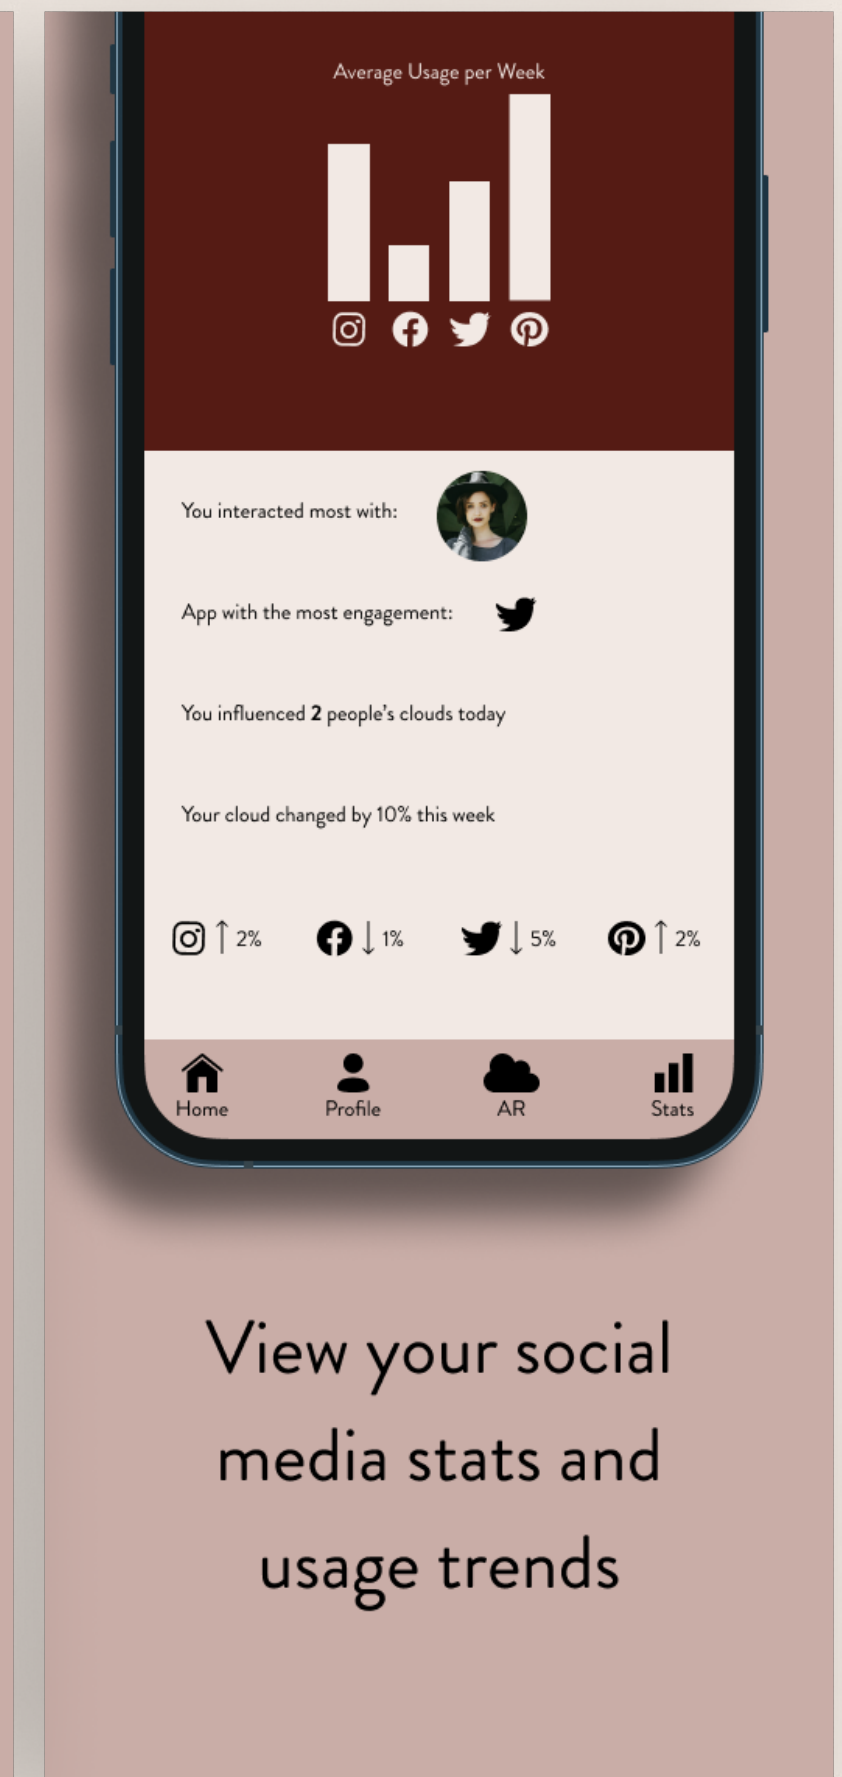 Average Usage per Week
You interacted most with:
App with the most engagement:
You influenced 2 people's clouds today
Your cloud changed by 10% this week
2%
1%
5%
2%
Home
Profile
AR
Stats
View your social
media stats and
usage trends